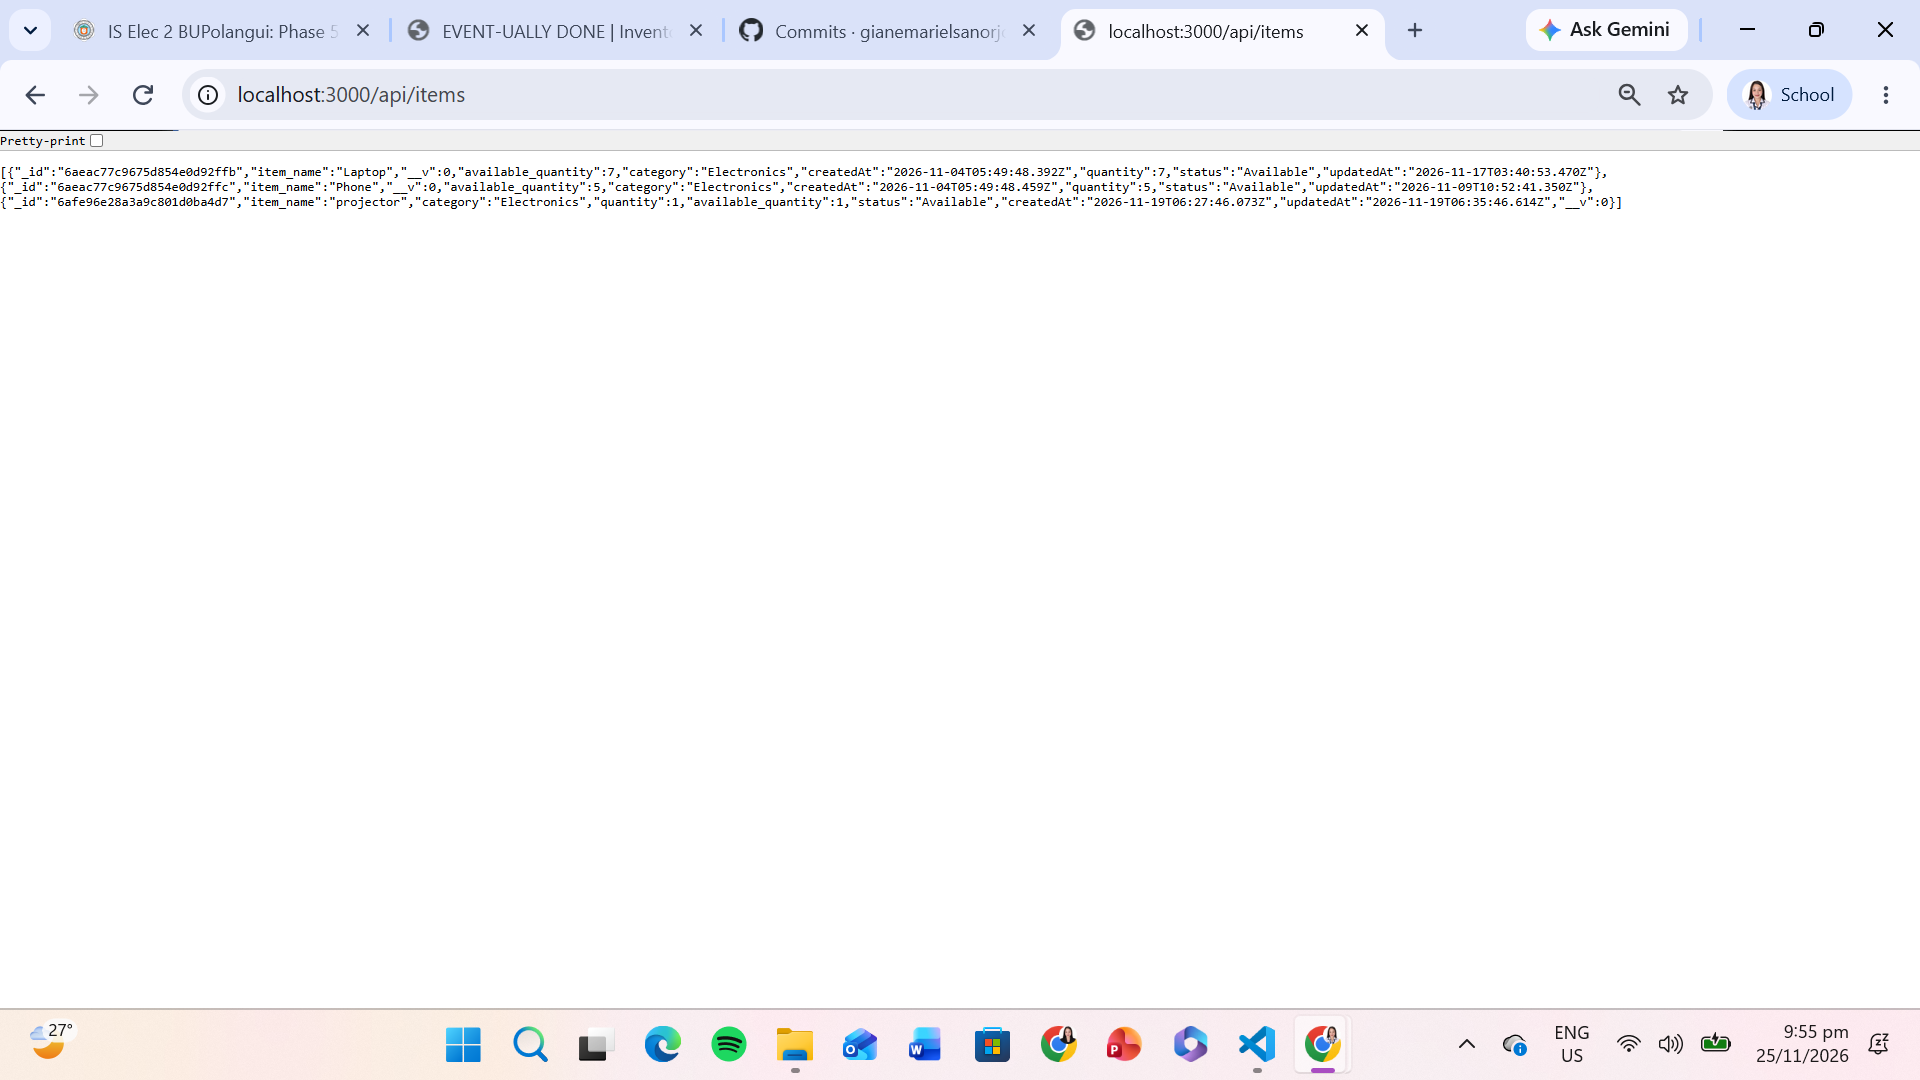 IS Elec 2 BUPolangui: Phase 5
EVENT-UALLY DONE | Invent
Commits · gianemarielsanorj
localhost:3000/api/items
Ask Gemini
localhost:3000/api/items
School
Pretty-print
[{"_id":"6aeac77c9675d854e0d92ffb","item_name":"Laptop","__v":0,"available_quantity":7,"category":"Electronics","createdAt":"2026-11-04T05:49:48.392Z","quantity":7,"status":"Available","updatedAt":"2026-11-17T03:40:53.470Z"},
{"_id":"6aeac77c9675d854e0d92ffc","item_name":"Phone","__v":0,"available_quantity":5,"category":"Electronics","createdAt":"2026-11-04T05:49:48.459Z","quantity":5,"status":"Available","updatedAt":"2026-11-09T10:52:41.350Z"},
{"_id":"6afe96e28a3a9c801d0ba4d7","item_name":"projector","category":"Electronics","quantity":1,"available_quantity":1,"status":"Available","createdAt":"2026-11-19T06:27:46.073Z","updatedAt":"2026-11-19T06:35:46.614Z","__v":0}]
27°
ENG
US
9:55 pm
25/11/2026